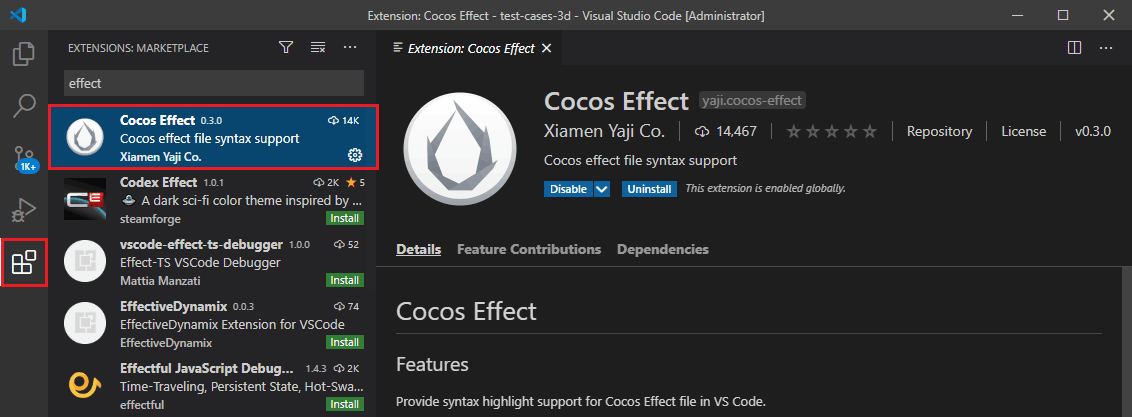 Extension: Cocos Effect - test-cases-3d - Visual Studio Code [Administrator]
EXTENSIONS: MARKETPLACE
effect
Cocos Effect 0.3.0 14K
Cocos effect file syntax support
Xiamen Yaji Co.
Codex Effect 1.0.1 2K 5
A dark sci-fi color theme inspired by ...
steamforge Install
vscode-effect-ts-debugger 1.0.0 52
Effect-TS VSCode Debugger
Mattia Manzati Install
EffectiveDynamix 0.0.3 74
EffectiveDynamix Extension for VSCode
EffectiveDynamix Install
Effectful JavaScript Debug... 1.4.3 2K
Time-Traveling, Persistent State, Hot-Swa...
effectful Install
1K+
Extension: Cocos Effect
Cocos Effect yaji.cocos-effect
Xiamen Yaji Co. 14,467 Repository License v0.3.0
Cocos effect file syntax support
Disable Uninstall This extension is enabled globally.
Details Feature Contributions Dependencies
Cocos Effect
Features
Provide syntax highlight support for Cocos Effect file in VS Code.